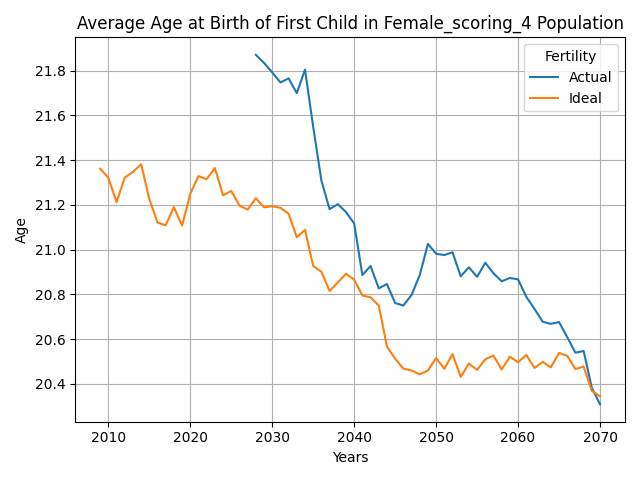 Average Age at Birth of First Child in Female_scoring_4 Population
Fertility
Actual
Ideal
Age
21.8
21.6
21.4
21.2
21.0
20.8
20.6
20.4
2010 2020 2030 2040 2050 2060 2070
Years